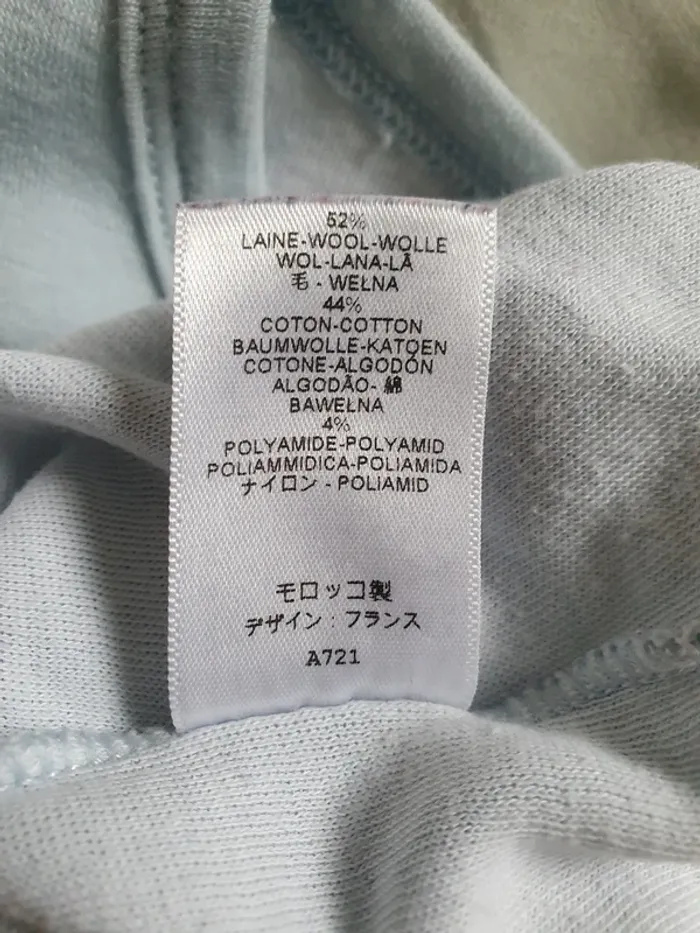 52%
LAINE-WOOL-WOLLE
WOL-LANA-LÃ
毛 - WEŁNA
44%
COTON-COTTON
BAUMWOLLE-KATOEN
COTONE-ALGODÓN
ALGODÃO- 綿
BAWEŁNA
4%
POLYAMIDE-POLYAMID
POLIAMMIDICA-POLIAMIDA
ナイロン - POLIAMID
モロッコ製
デザイン : フランス
A721